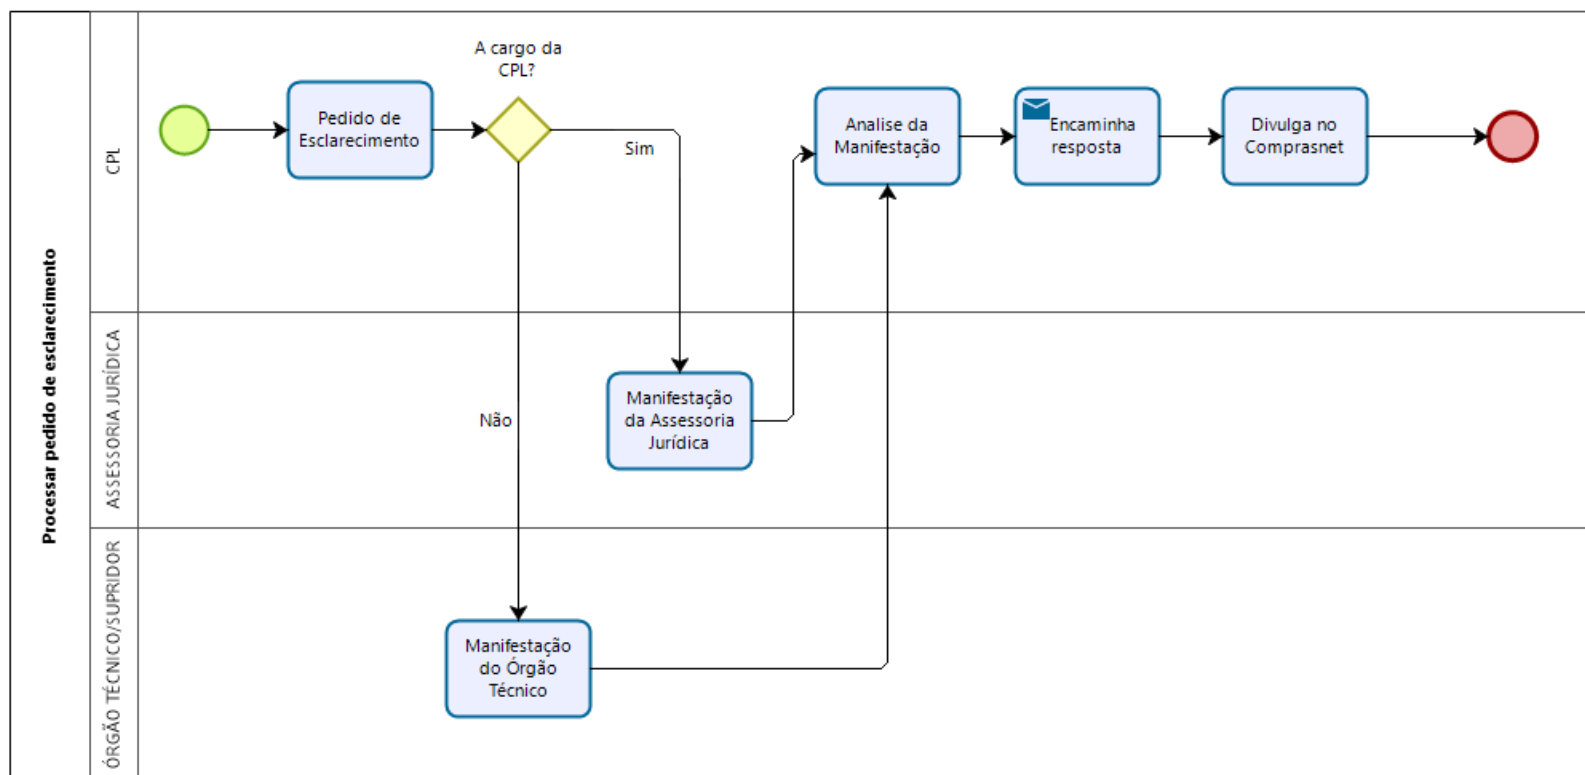 Processar pedido de esclarecimento
CPL
A cargo da
CPL?
Pedido de
Esclarecimento
Sim
Analise da
Manifestação
Encaminha
resposta
Divulga no
Comprasnet
ASSESSORIA JURÍDICA
Não
Manifestação
da Assessoria
Jurídica
ÓRGÃO TÉCNICO/SUPRIDOR
Manifestação
do Órgão
Técnico